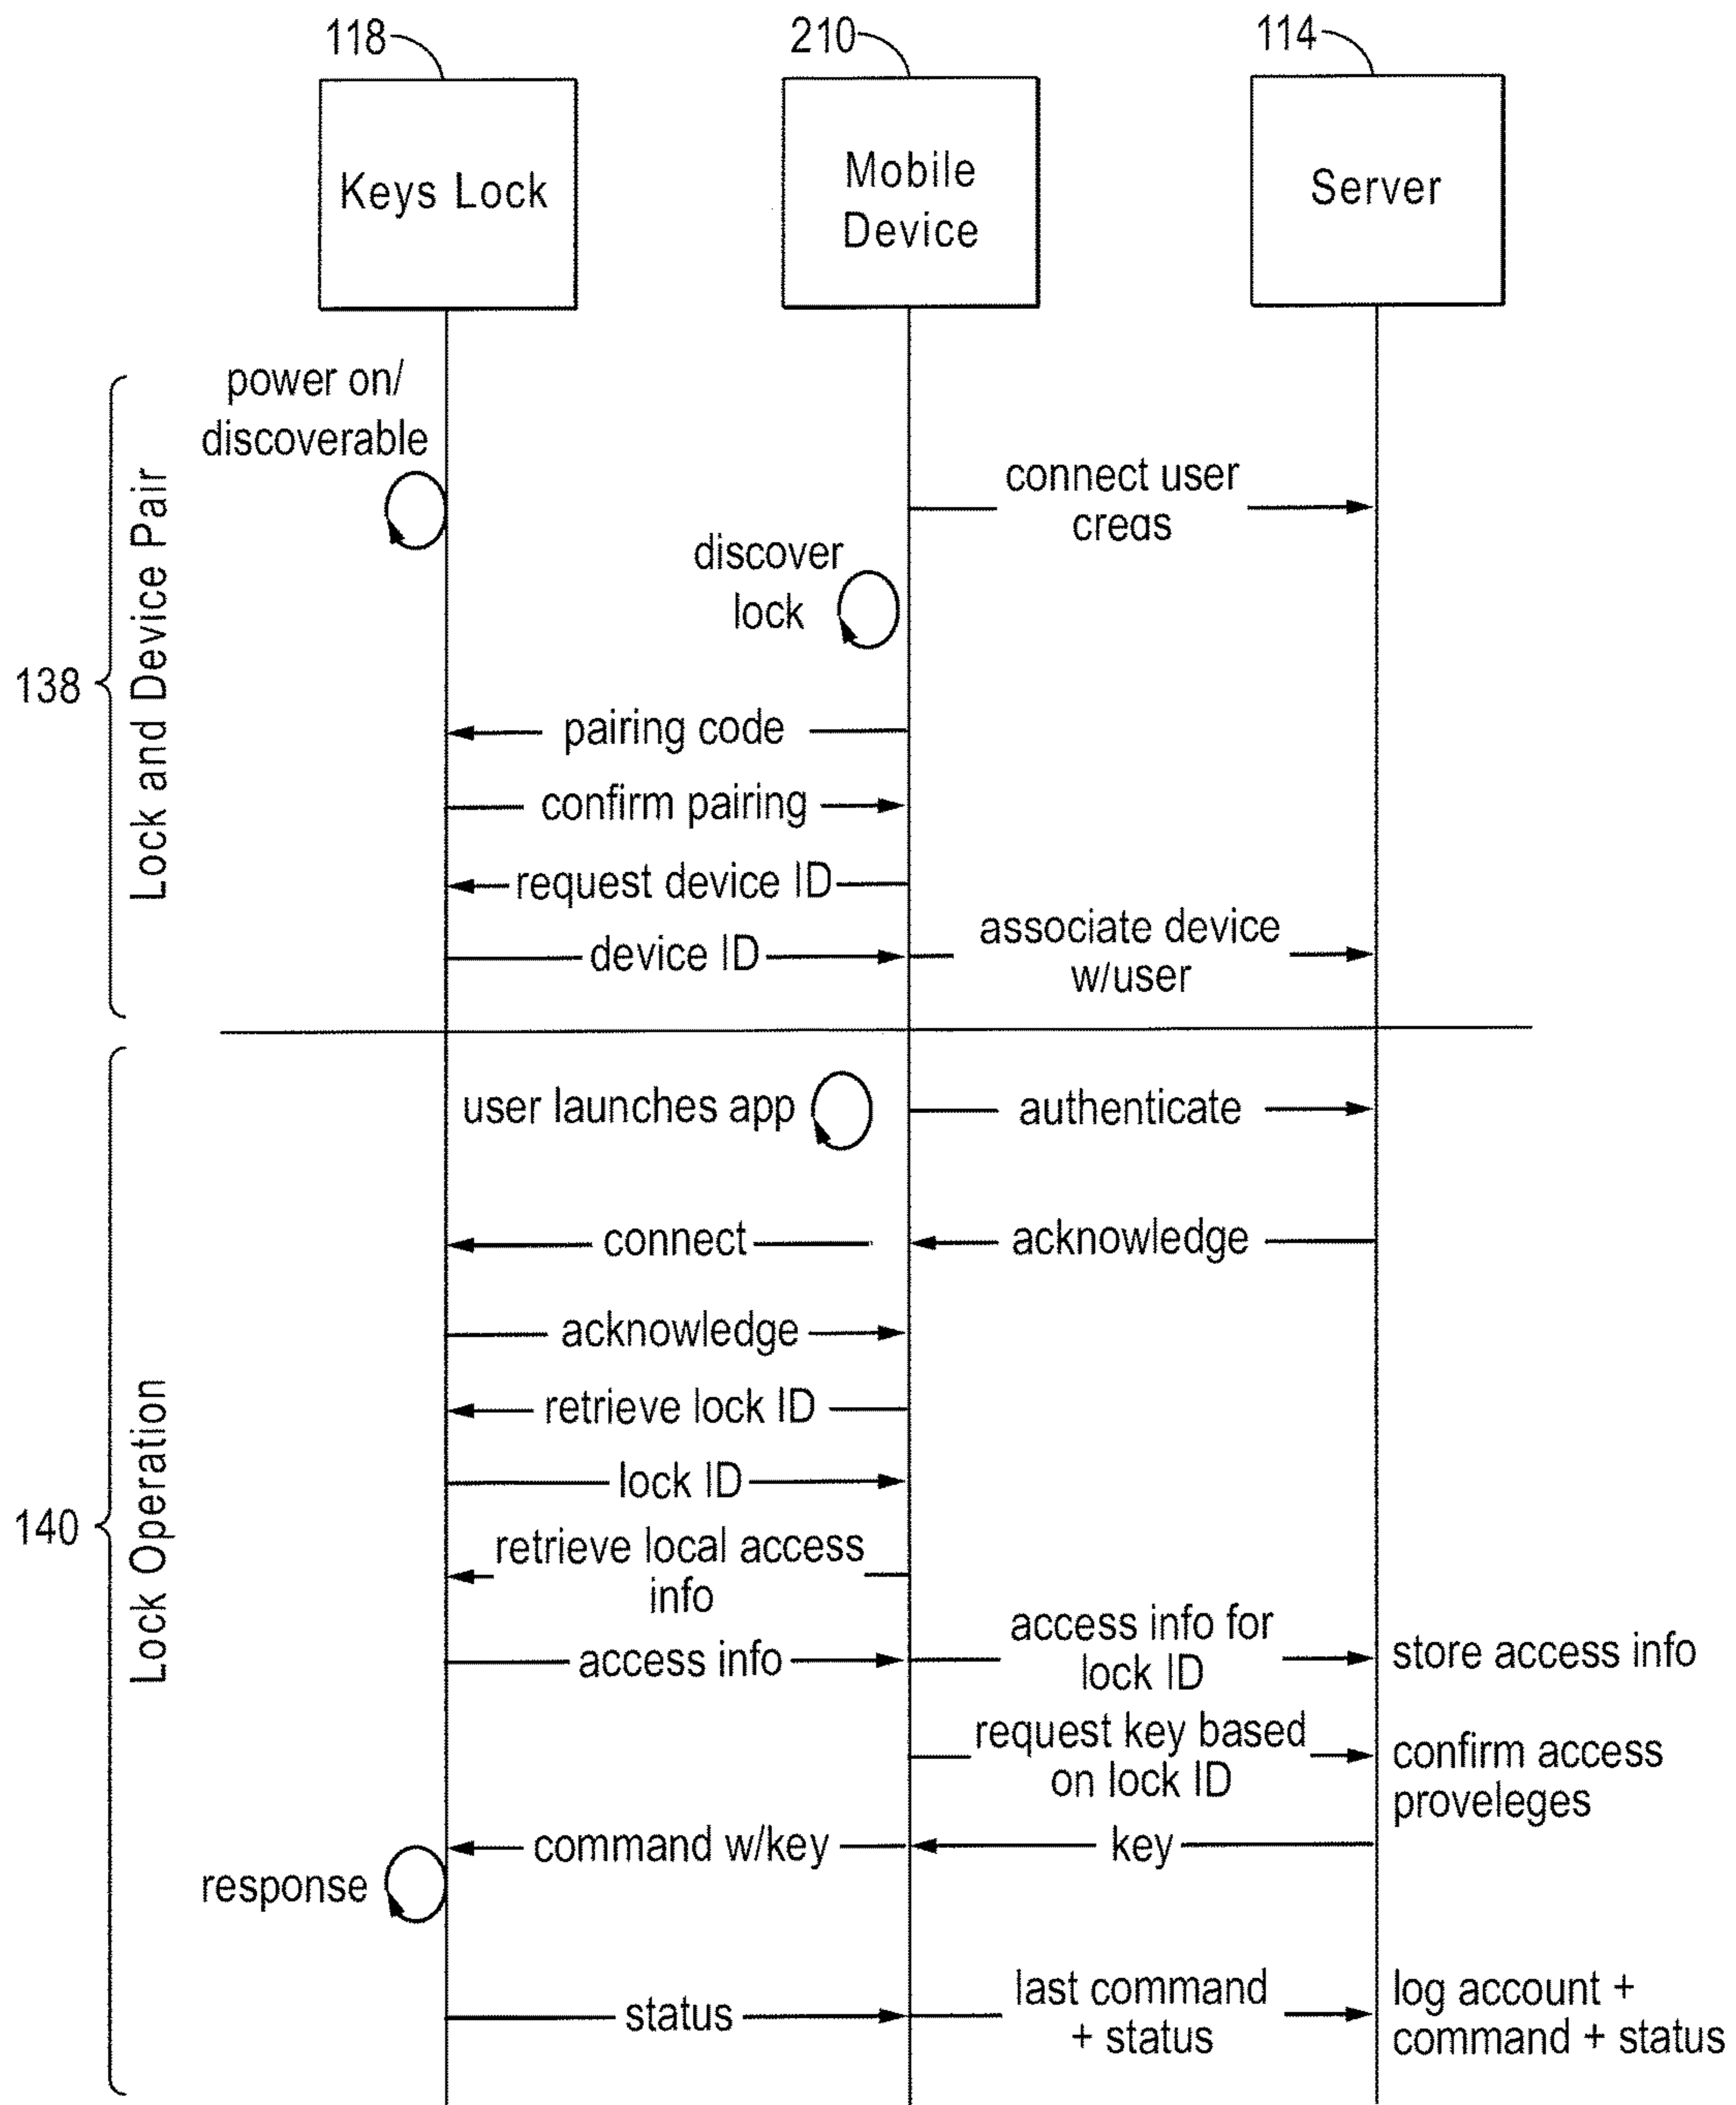 118
210
114
Keys Lock
Mobile
Device
Server
138
Lock and Device Pair
power on/
discoverable
connect user
creds
discover
lock
pairing code
confirm pairing
request device ID
device ID
associate device
w/user
140
Lock Operation
user launches app
authenticate
connect
acknowledge
acknowledge
retrieve lock ID
lock ID
retrieve local access
info
access info
access info for
lock ID
store access info
request key based
on lock ID
confirm access
proveleges
command w/key
key
response
status
last command
+ status
log account +
command + status